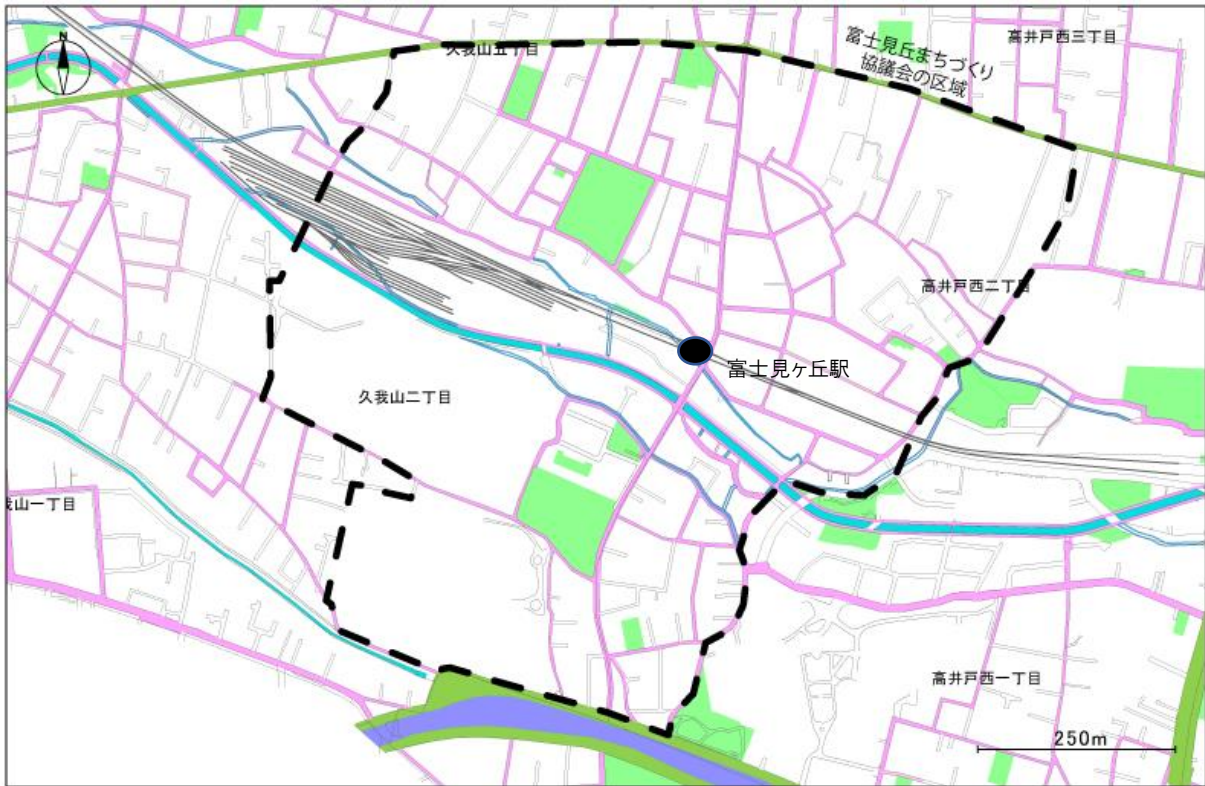 久我山五丁目
高井戸西三丁目
富士見丘まちづくり
協議会の区域
N
高井戸西二丁目
富士見ヶ丘駅
久我山二丁目
我山一丁目
高井戸西一丁目
250m